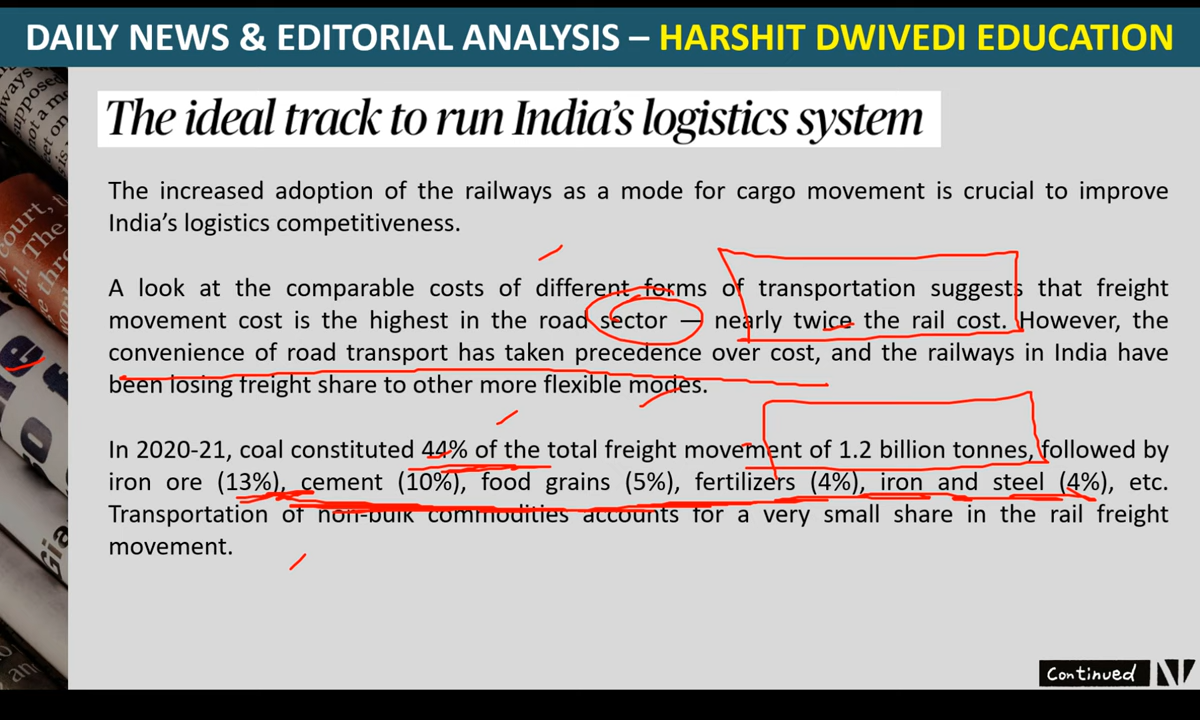 DAILY NEWS & EDITORIAL ANALYSIS – HARSHIT DWIVEDI EDUCATION
The ideal track to run India's logistics system
The increased adoption of the railways as a mode for cargo movement is crucial to improve
India's logistics competitiveness.
A look at the comparable costs of different forms of transportation suggests that freight
movement cost is the highest in the road sector — nearly twice the rail cost. However, the
convenience of road transport has taken precedence over cost, and the railways in India have
been losing freight share to other more flexible modes.
In 2020-21, coal constituted 44% of the total freight movement of 1.2 billion tonnes, followed by
iron ore (13%), cement (10%), food grains (5%), fertilizers (4%), iron and steel (4%), etc.
Transportation of non-bulk commodities accounts for a very small share in the rail freight
movement.
Continued